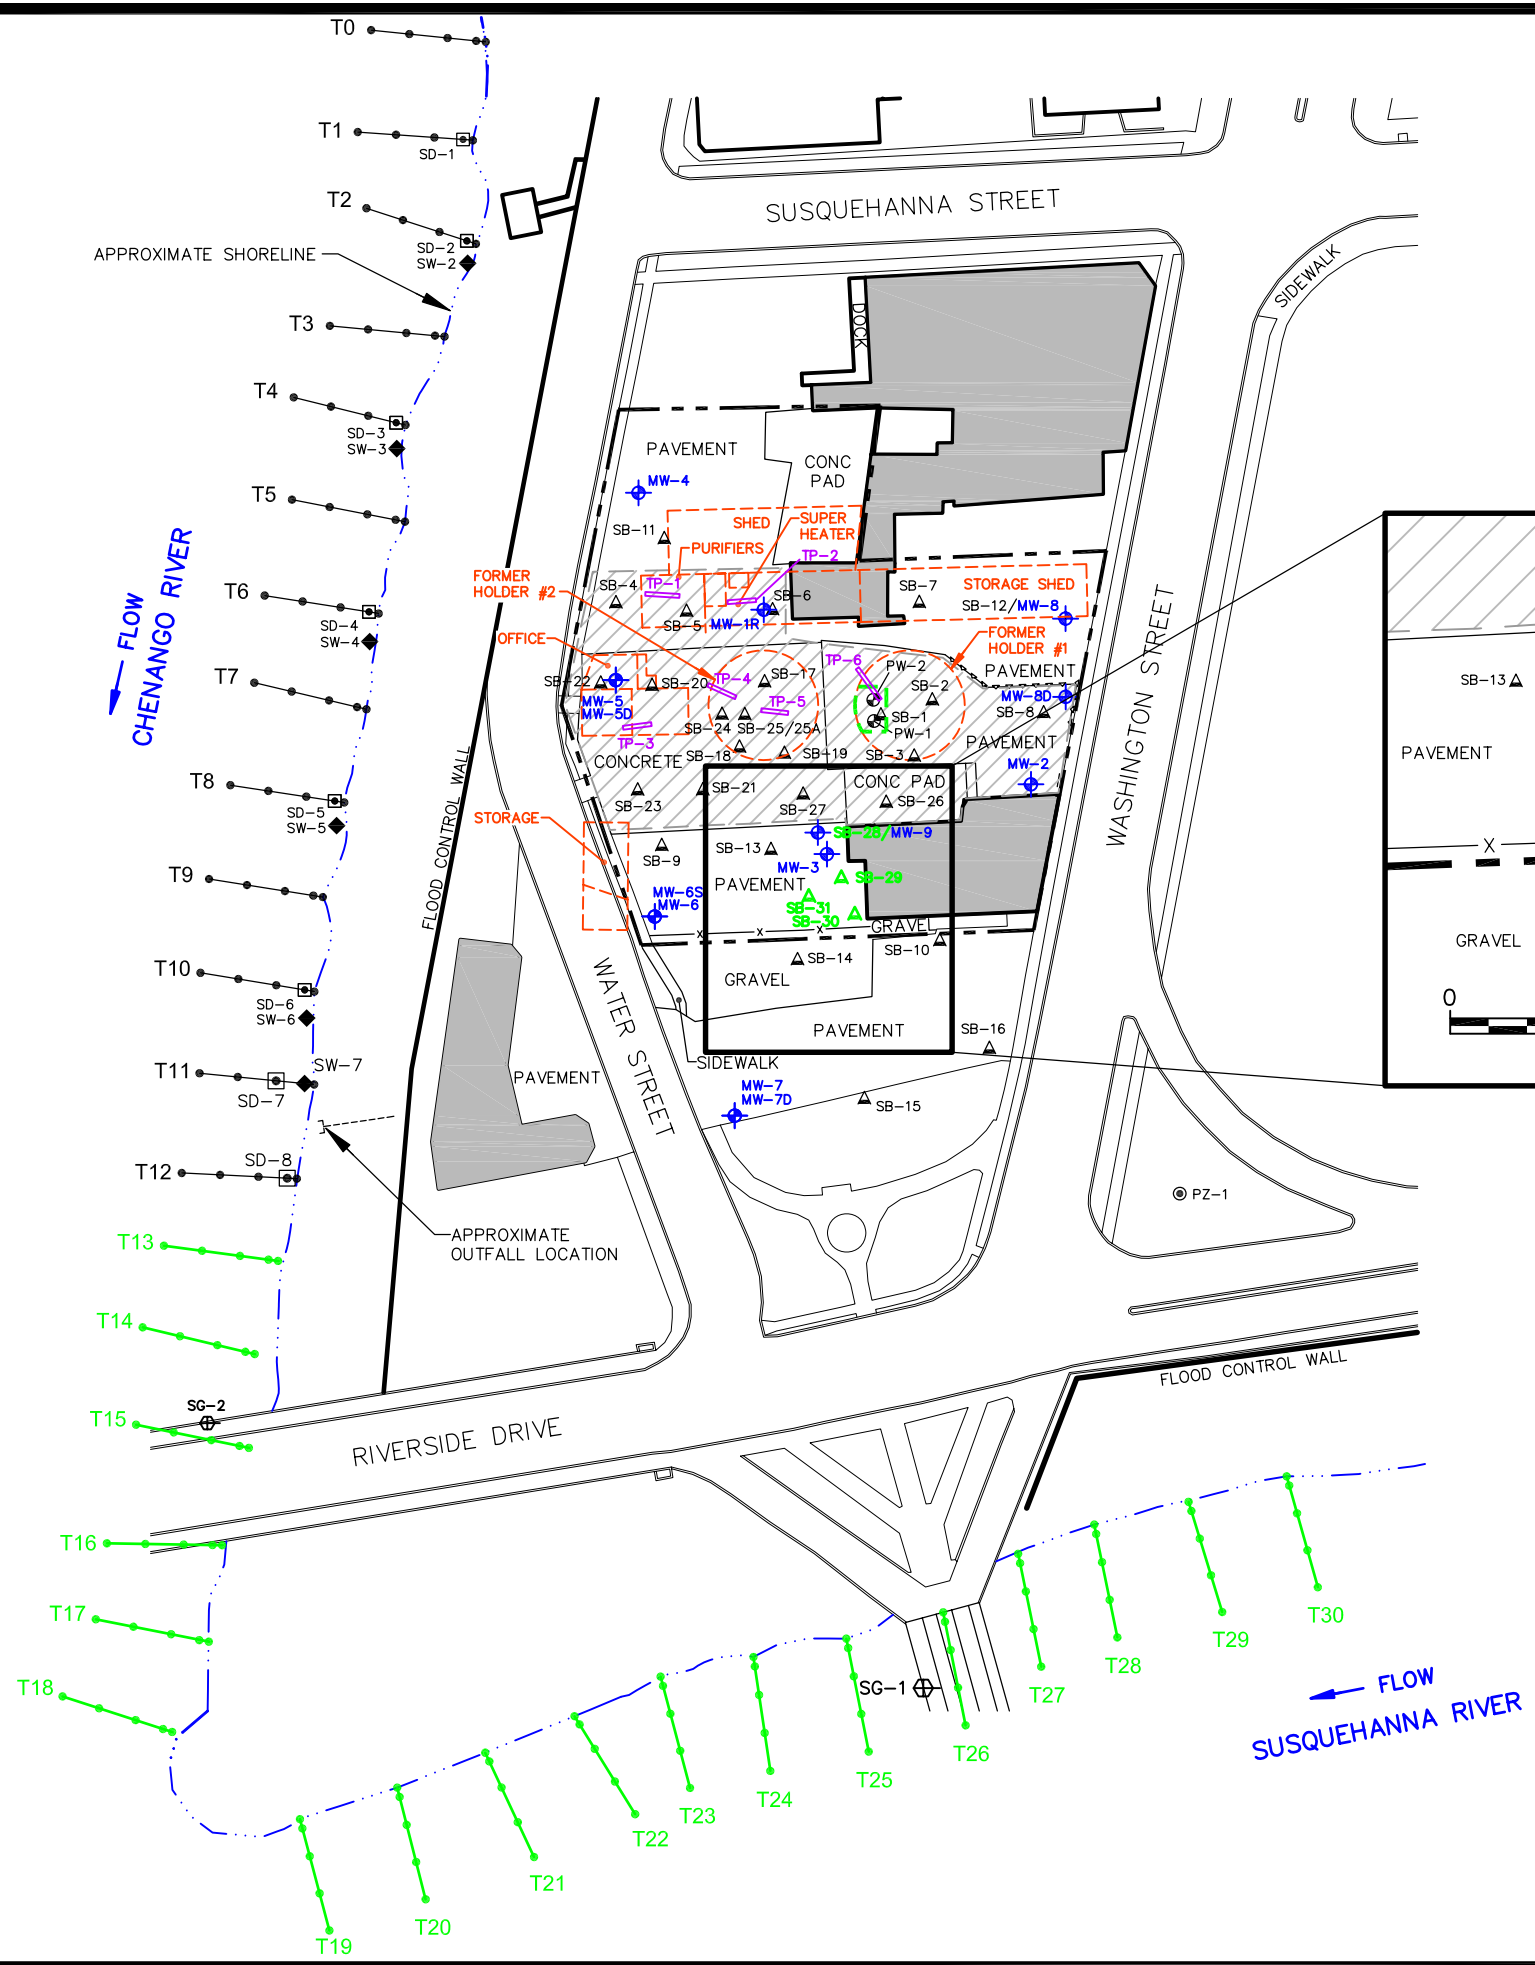 T0
T1
SD-1
T2
SD-2
SW-2
APPROXIMATE SHORELINE
SUSQUEHANNA STREET
SIDEWALK
T3
DOCK
T4
SD-3
SW-3
PAVEMENT
CONC
PAD
MW-4
T5
SB-11
SHED
SUPER
HEATER
PURIFIERS
TP-2
FLOW
CHENANGO RIVER
FORMER
HOLDER #2
SB-4
TP-1
SB-5
SB-6
MW-1R
SB-7
STORAGE SHED
SB-12/MW-8
T6
SD-4
SW-4
OFFICE
FORMER
HOLDER #1
PAVEMENT
T7
SB-22
MW-5
MW-5D
SB-20
TP-4
SB-17
TP-5
TP-6
PW-2
SB-2
SB-1
PW-1
MW-8D
SB-8
SB-24
SB-25/25A
TP-3
SB-18
SB-19
SB-3
PAVEMENT
CONCRETE
MW-2
WASHINGTON STREET
SB-13
PAVEMENT
GRAVEL
X
0
T8
SD-5
SW-5
FLOOD CONTROL WALL
STORAGE
SB-23
SB-21
SB-27
CONC PAD
SB-26
SB-28/MW-9
T9
SB-9
SB-13
MW-3
PAVEMENT
SB-29
SB-31
SB-30
MW-6S
MW-6
X
X
X
GRAVEL
SB-10
SB-14
GRAVEL
T10
SD-6
SW-6
WATER STREET
PAVEMENT
SB-16
SIDEWALK
T11
SW-7
SD-7
PAVEMENT
MW-7
MW-7D
SB-15
T12
SD-8
PZ-1
APPROXIMATE
OUTFALL LOCATION
T13
T14
T15
SG-2
RIVERSIDE DRIVE
FLOOD CONTROL WALL
T16
T17
T18
SG-1
T30
T29
T28
T27
T26
T25
T24
T23
T22
T21
T20
T19
FLOW
SUSQUEHANNA RIVER